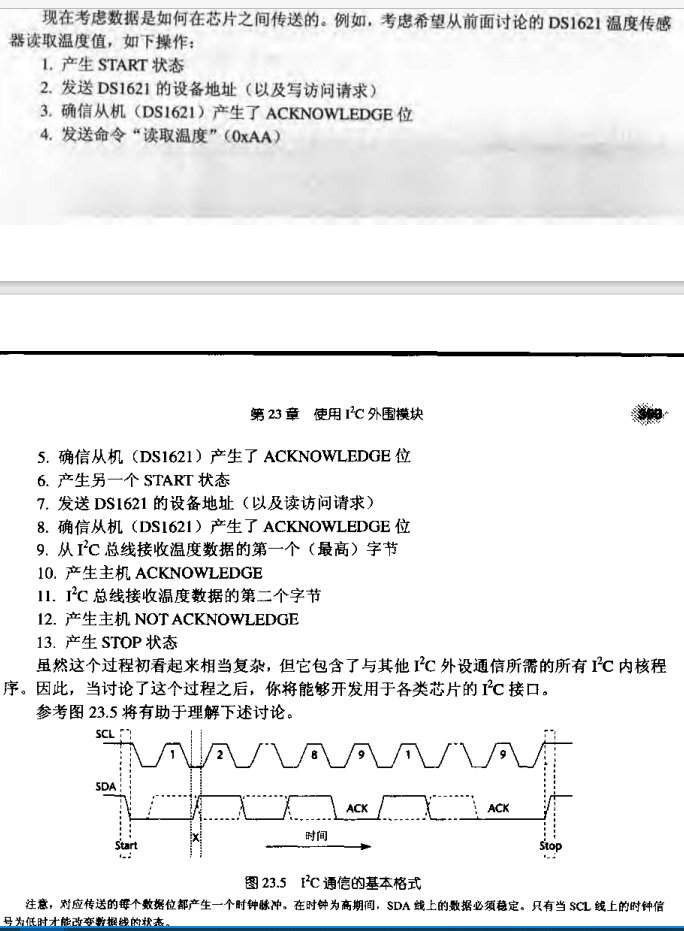 现在考虑数据是如何在芯片之间传送的。例如，考虑希望从前面讨论的 DS1621 温度传感
器读取温度值，如下操作：
1. 产生 START 状态
2. 发送 DS1621 的设备地址（以及写访问请求）
3. 确信从机（DS1621）产生了 ACKNOWLEDGE 位
4. 发送命令“读取温度”（0xAA）
第 23 章 使用 I²C 外围模块
5. 确信从机（DS1621）产生了 ACKNOWLEDGE 位
6. 产生另一个 START 状态
7. 发送 DS1621 的设备地址（以及读访问请求）
8. 确信从机（DS1621）产生了 ACKNOWLEDGE 位
9. 从 I²C 总线接收温度数据的第一个（最高）字节
10. 产生主机 ACKNOWLEDGE
11. I²C 总线接收温度数据的第二个字节
12. 产生主机 NOT ACKNOWLEDGE
13. 产生 STOP 状态
虽然这个过程初看起来相当复杂，但它包含了与其他 I²C 外设通信所需的所有 I²C 内核程
序。因此，当讨论了这个过程之后，你将能够开发用于各类芯片的 I²C 接口。
参考图 23.5 将有助于理解下述讨论。
SCL
1 2 8 9 1 9
SDA
ACK ACK
Start X 时间 Stop
图 23.5 I²C 通信的基本格式
注意，对应传送的每个数据位都产生一个时钟脉冲。在时钟为高期间，SDA 线上的数据必须稳定。只有当 SCL 线上的时钟信
号为低时才能改变数据线的状态。